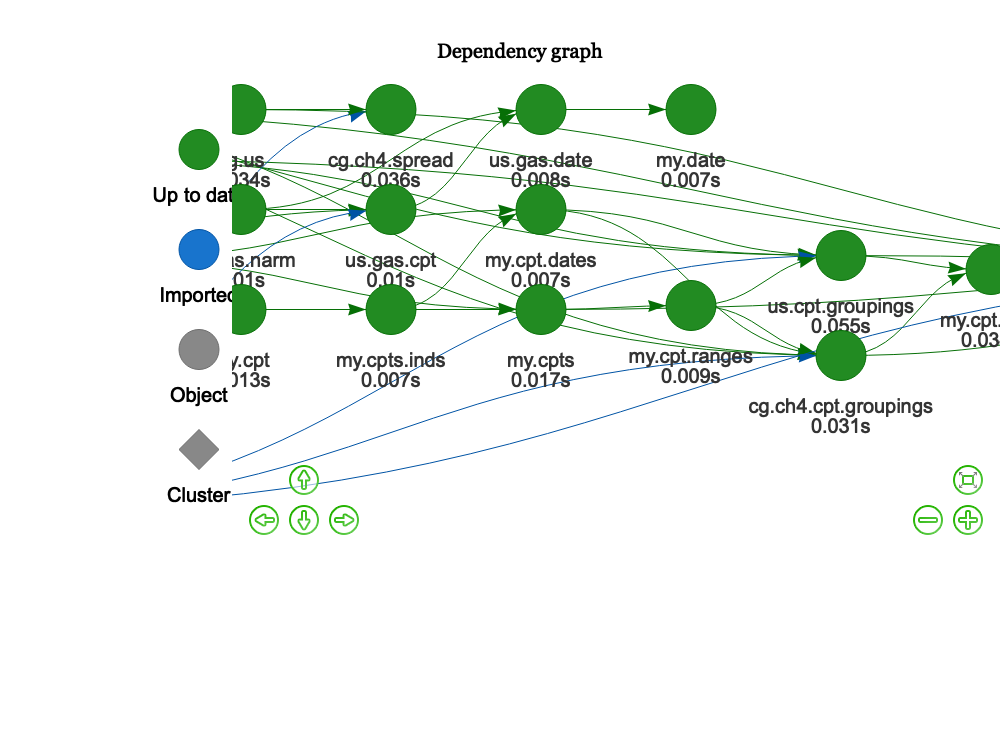 Dependency graph
Up to dat
Imported
Object
Cluster
g.us
034s
cg.ch4.spread
0.036s
us.gas.date
0.008s
my.date
0.007s
01s
us.gas.cpt
0.01s
my.cpt.dates
0.007s
us.cpt.groupings
0.055s
my.cpt.
0.03
y.cpt
013s
my.cpts.inds
0.007s
my.cpts
0.017s
my.cpt.ranges
0.009s
cg.ch4.cpt.groupings
0.031s